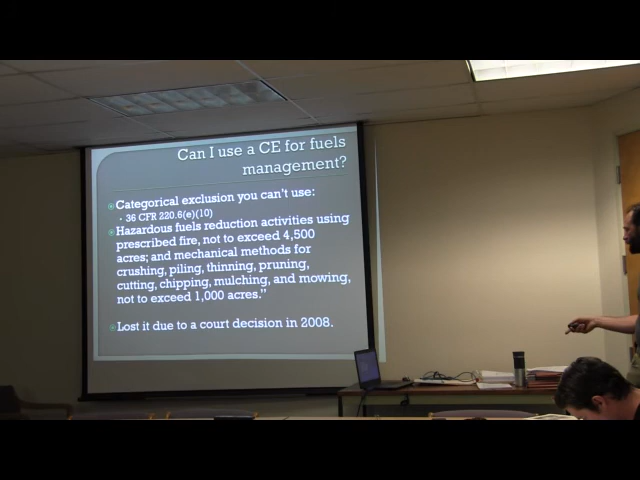 Can I use a CE for fuels
management?
Categorical exclusion you can't use:
• 36 CFR 220.6(e)(10)
Hazardous fuels reduction activities using
prescribed fire, not to exceed 4,500
acres; and mechanical methods for
crushing, piling, thinning, pruning,
cutting, chipping, mulching, and mowing,
not to exceed 1,000 acres."
Lost it due to a court decision in 2008.